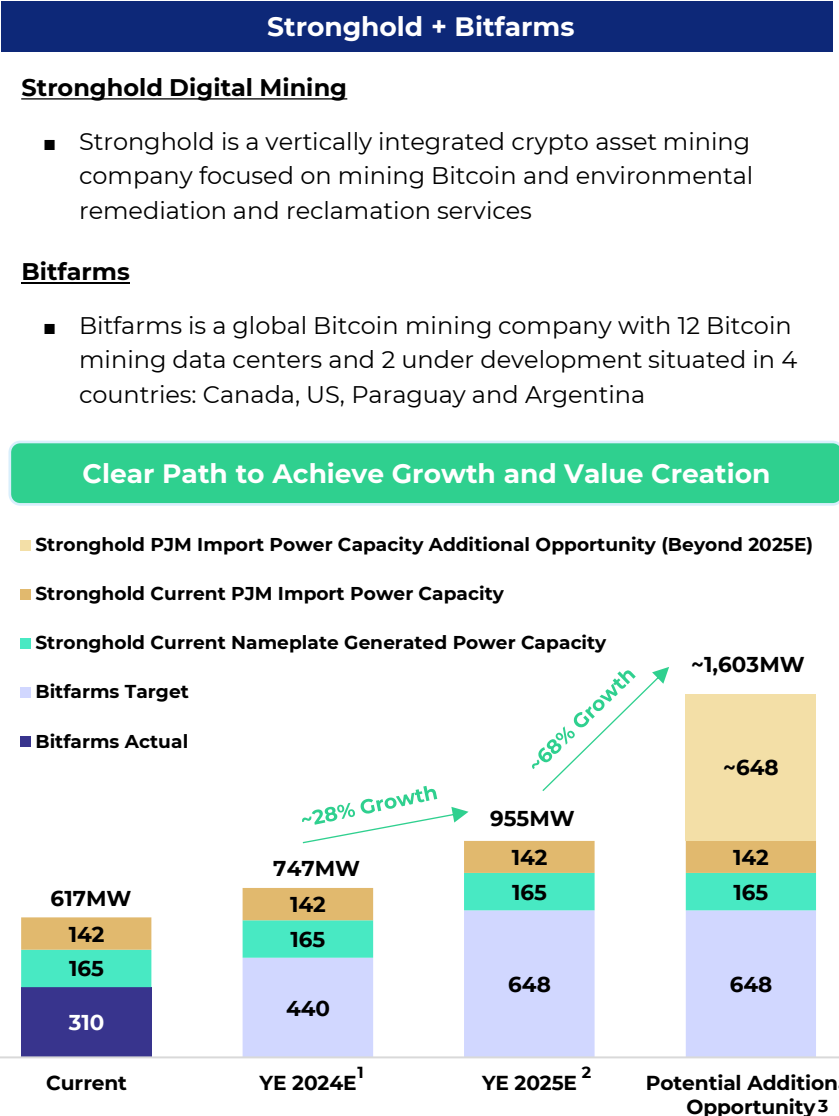 Stronghold + Bitfarms
Stronghold Digital Mining
■ Stronghold is a vertically integrated crypto asset mining
company focused on mining Bitcoin and environmental
remediation and reclamation services
Bitfarms
■ Bitfarms is a global Bitcoin mining company with 12 Bitcoin
mining data centers and 2 under development situated in 4
countries: Canada, US, Paraguay and Argentina
Clear Path to Achieve Growth and Value Creation
Stronghold PJM Import Power Capacity Additional Opportunity (Beyond 2025E)
Stronghold Current PJM Import Power Capacity
Stronghold Current Nameplate Generated Power Capacity
Bitfarms Target
Bitfarms Actual
617MW
142
165
310
Current
~28% Growth
747MW
142
165
440
YE 2024E1
~68% Growth
955MW
142
165
648
YE 2025E 2
~1,603MW
~648
142
165
648
Potential Addition
Opportunity3